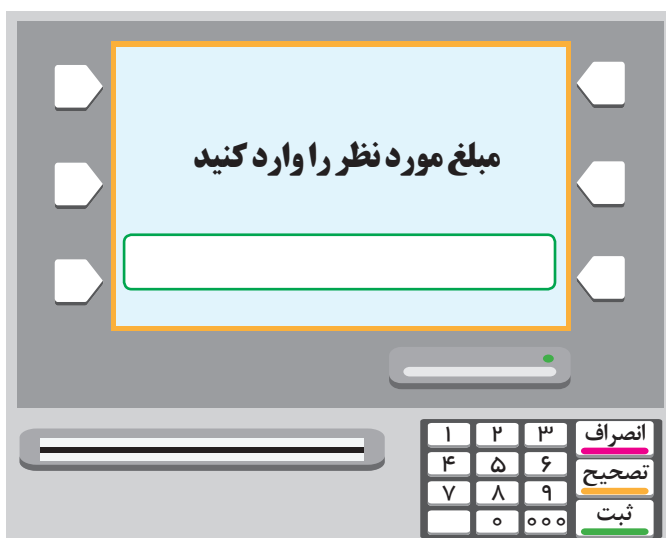 مبلغ مورد نظر را وارد کنید
۱ ۲ ۳ انصراف
۴ ۵ ۶ تصحیح
۷ ۸ ۹
۰ ۰۰۰ ثبت